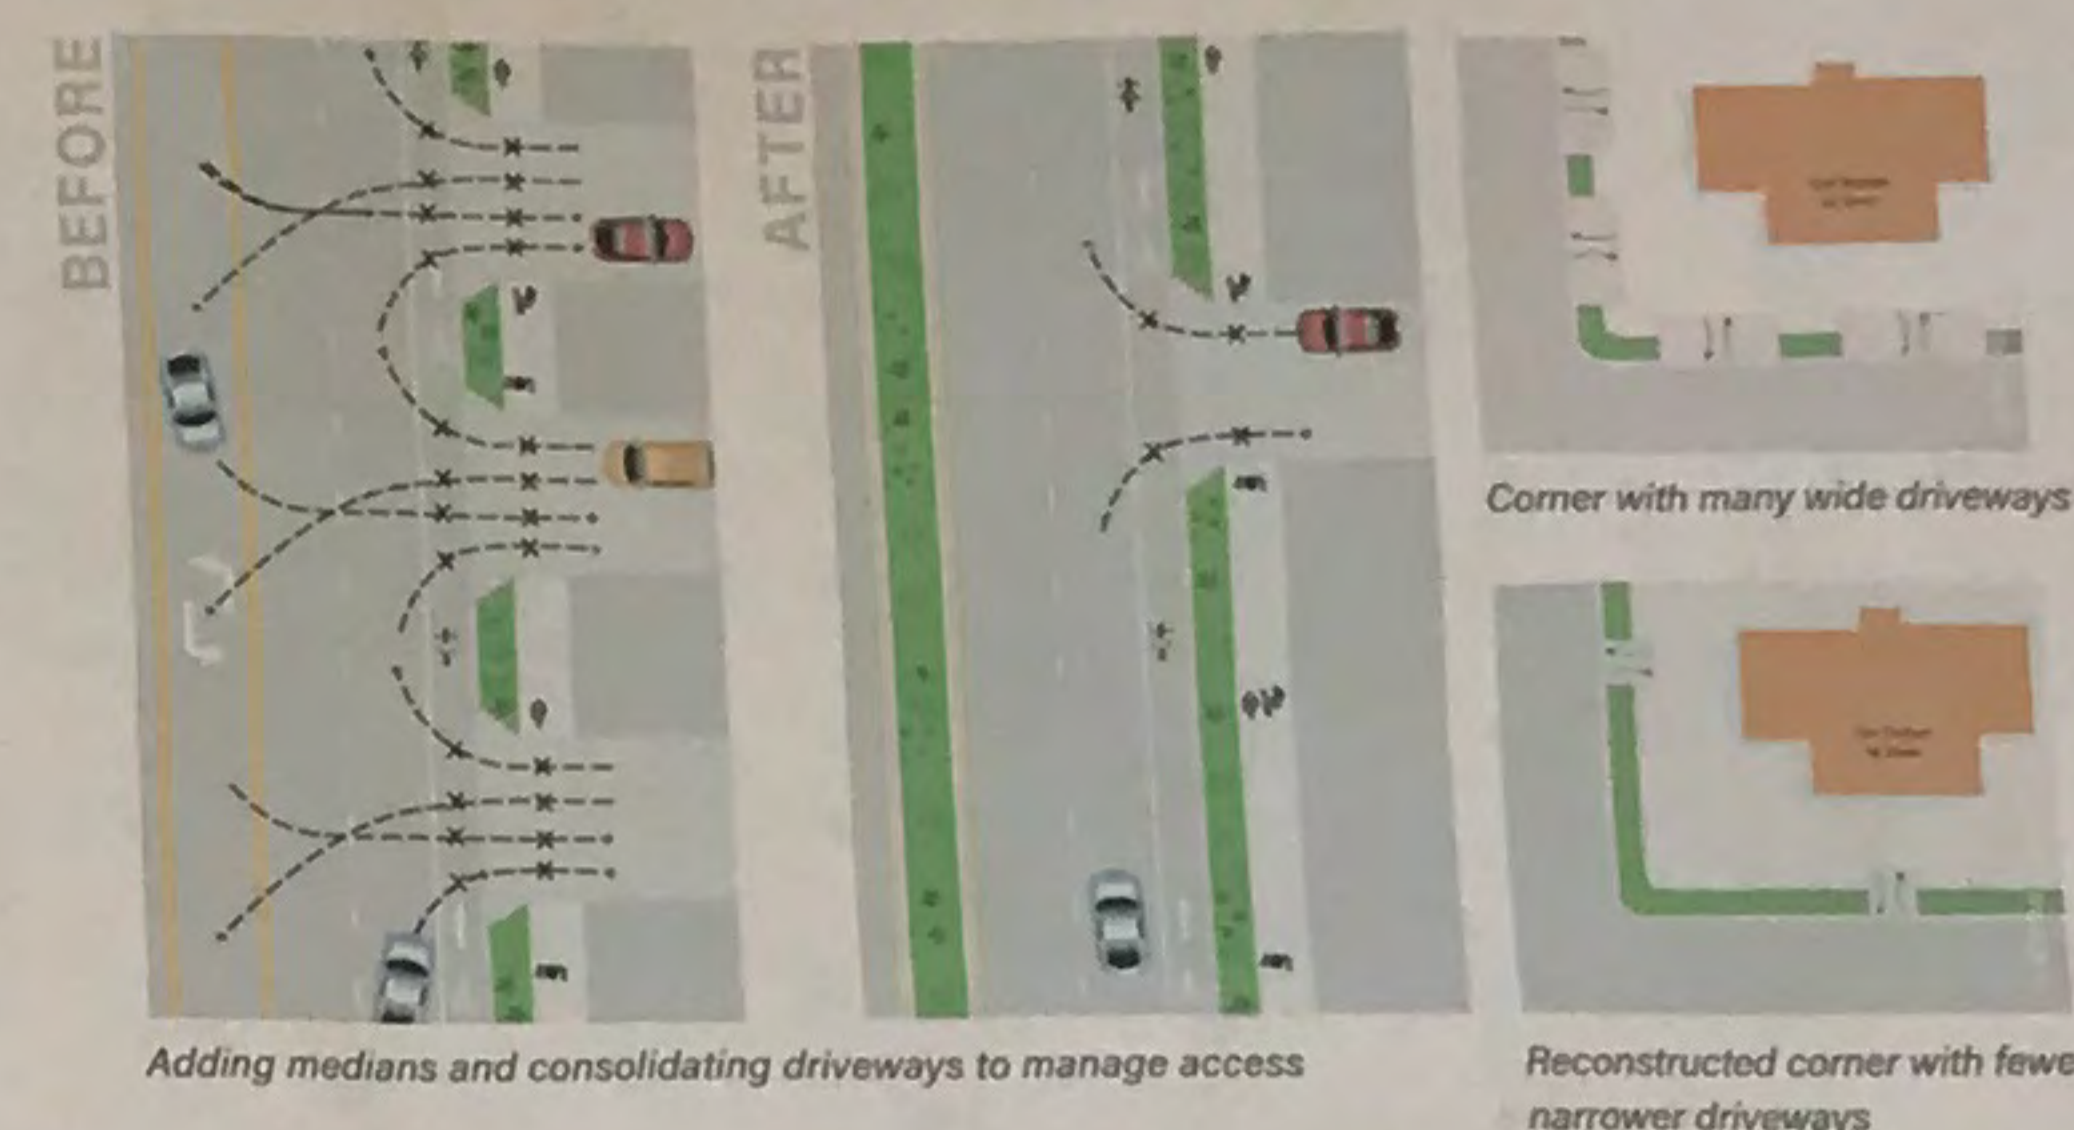 BEFORE
AFTER
Corner with many wide driveways
Adding medians and consolidating driveways to manage access
Reconstructed corner with fewe
narrower driveways